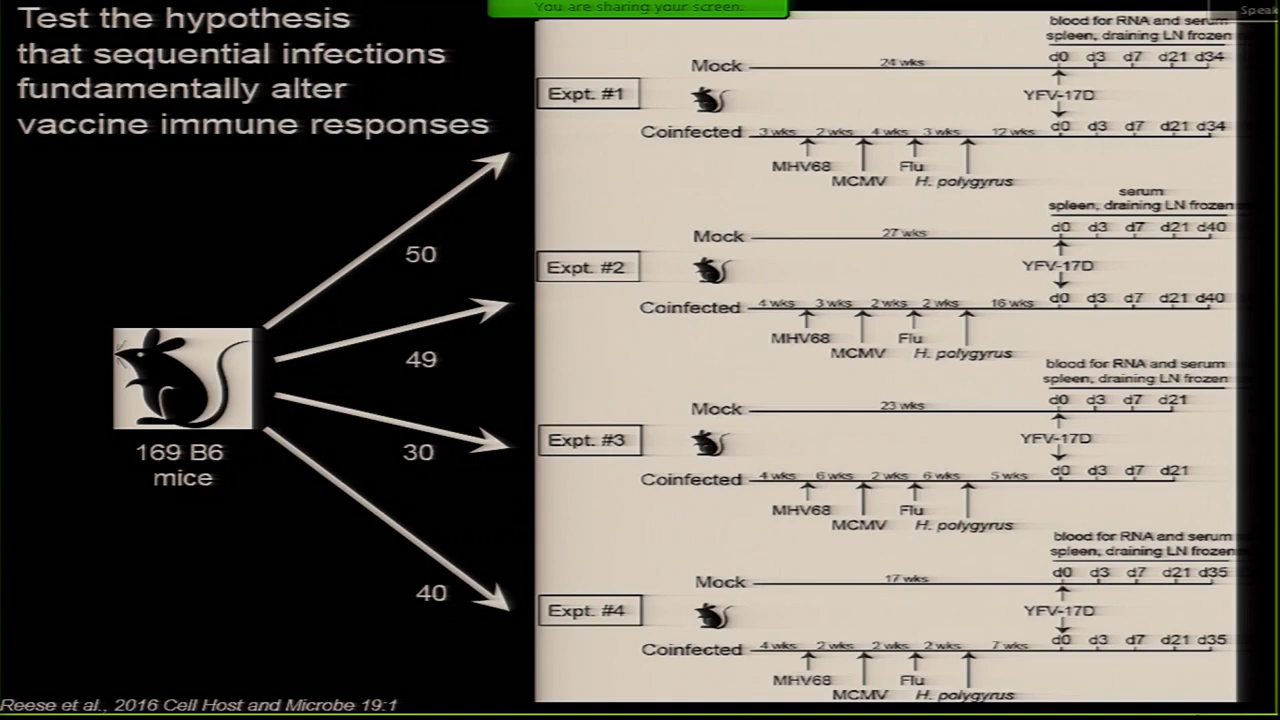 You are sharing your screen.
Speak
Test the hypothesis
that sequential infections
fundamentally alter
vaccine immune responses
50
49
30
40
169 B6
mice
Reese et al., 2016 Cell Host and Microbe 19:1
blood for RNA and serum
spleen, draining LN frozen
Mock 24 wks d0 d3 d7 d21 d34
Expt. #1
YFV-17D
Coinfected 3 wks 2 wks 4 wks 3 wks 12 wks d0 d3 d7 d21 d34
MHV68 Flu
MCMV H. polygyrus
serum
spleen, draining LN frozen
Mock 27 wks d0 d3 d7 d21 d40
Expt. #2
YFV-17D
Coinfected 4 wks 3 wks 2 wks 2 wks 16 wks d0 d3 d7 d21 d40
MHV68 Flu
MCMV H. polygyrus
blood for RNA and serum
spleen, draining LN frozen
Mock 23 wks d0 d3 d7 d21
Expt. #3
YFV-17D
Coinfected 4 wks 6 wks 2 wks 6 wks 5 wks d0 d3 d7 d21
MHV68 Flu
MCMV H. polygyrus
blood for RNA and serum
spleen, draining LN frozen
Mock 17 wks d0 d3 d7 d21 d35
Expt. #4
YFV-17D
Coinfected 4 wks 2 wks 2 wks 2 wks 7 wks d0 d3 d7 d21 d35
MHV68 Flu
MCMV H. polygyrus